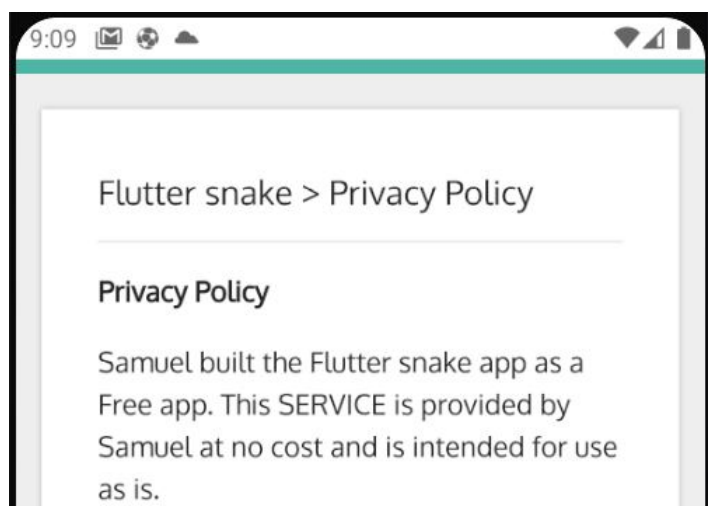 9:09
Flutter snake > Privacy Policy
Privacy Policy
Samuel built the Flutter snake app as a
Free app. This SERVICE is provided by
Samuel at no cost and is intended for use
as is.